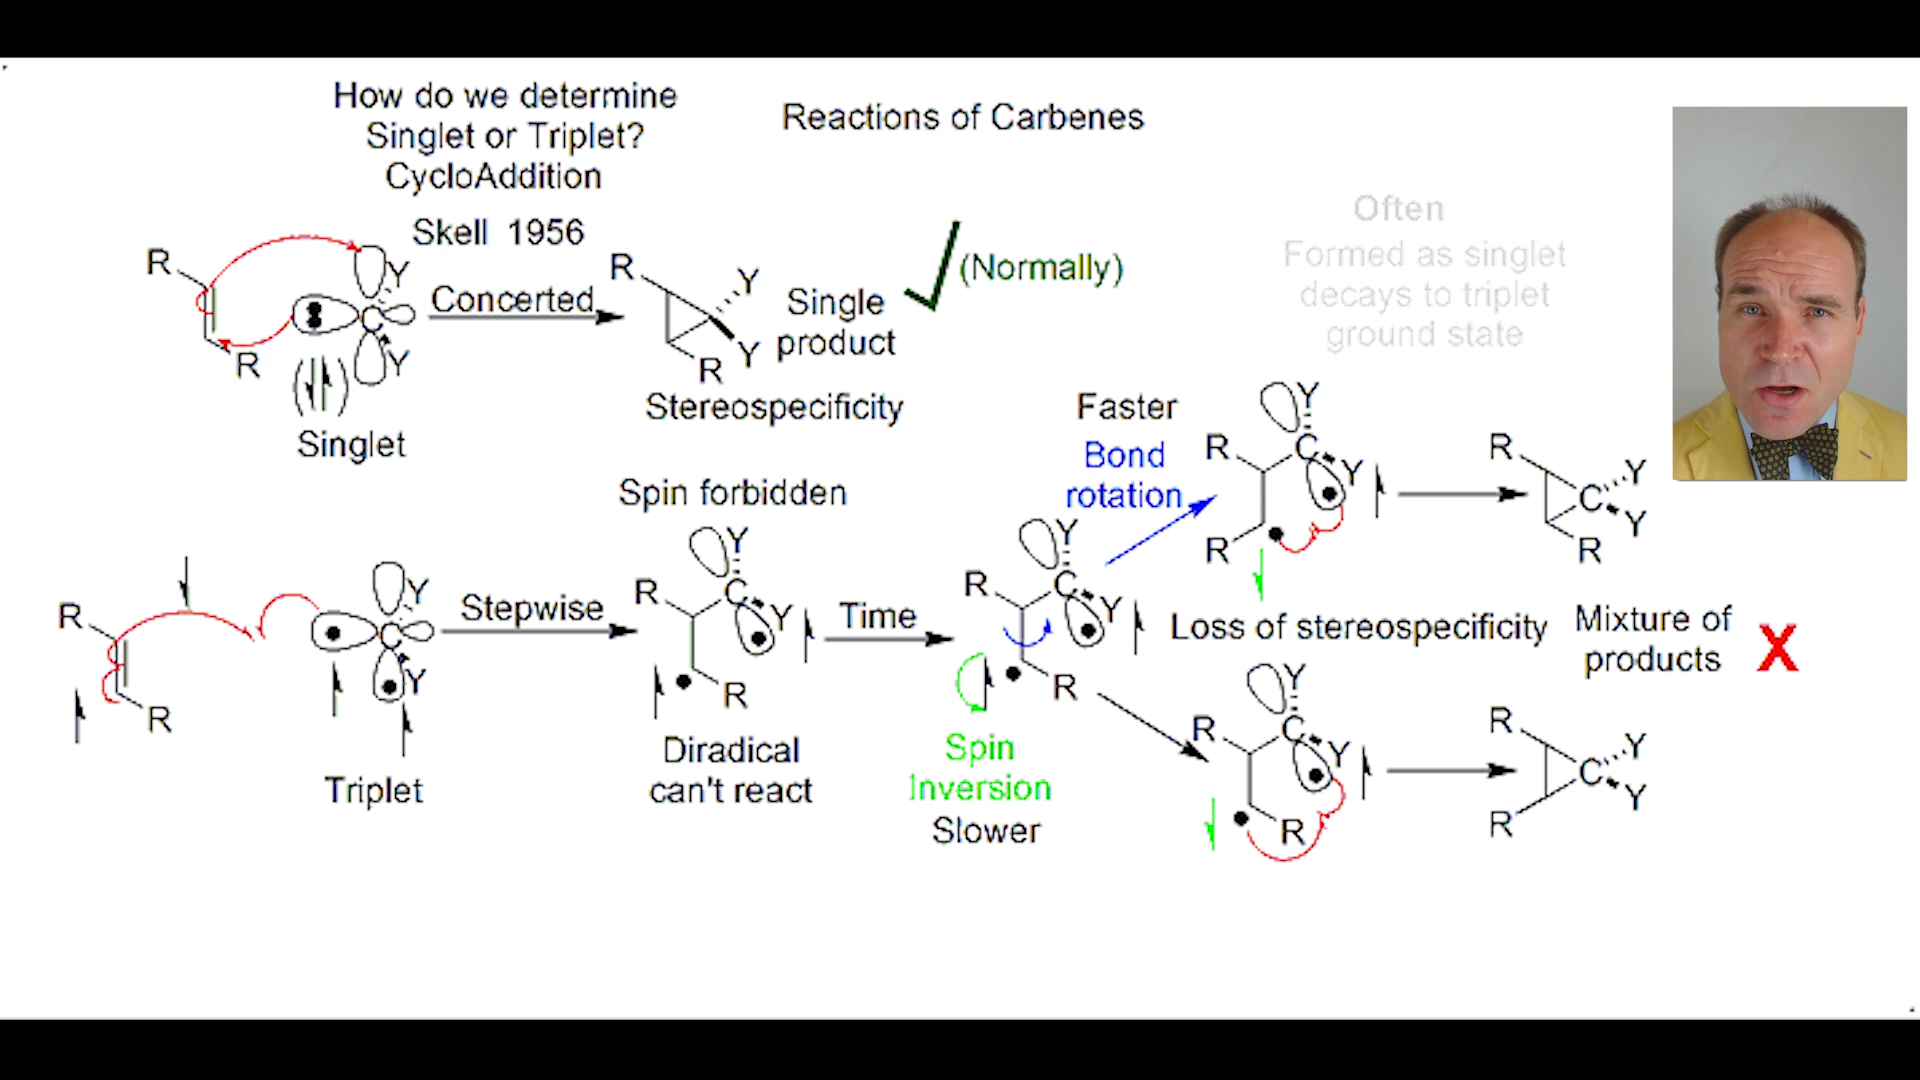 How do we determine
Singlet or Triplet?
CycloAddition
Skell 1956
Reactions of Carbenes
R
R
Y
C
Y
Singlet
Concerted
R
R
Y
Y
Single
product
(Normally)
Stereospecificity
Often
Formed as singlet
decays to triplet
ground state
R
R
Y
C
Y
Triplet
Stepwise
Spin forbidden
R
Y
C
Y
R
Diradical
can't react
Time
R
Y
C
Y
R
Spin
Inversion
Slower
Faster
Bond
rotation
R
Y
C
Y
R
R
Y
C
Y
R
Loss of stereospecificity
Mixture of
products
X
R
Y
C
Y
R
R
Y
C
Y
R